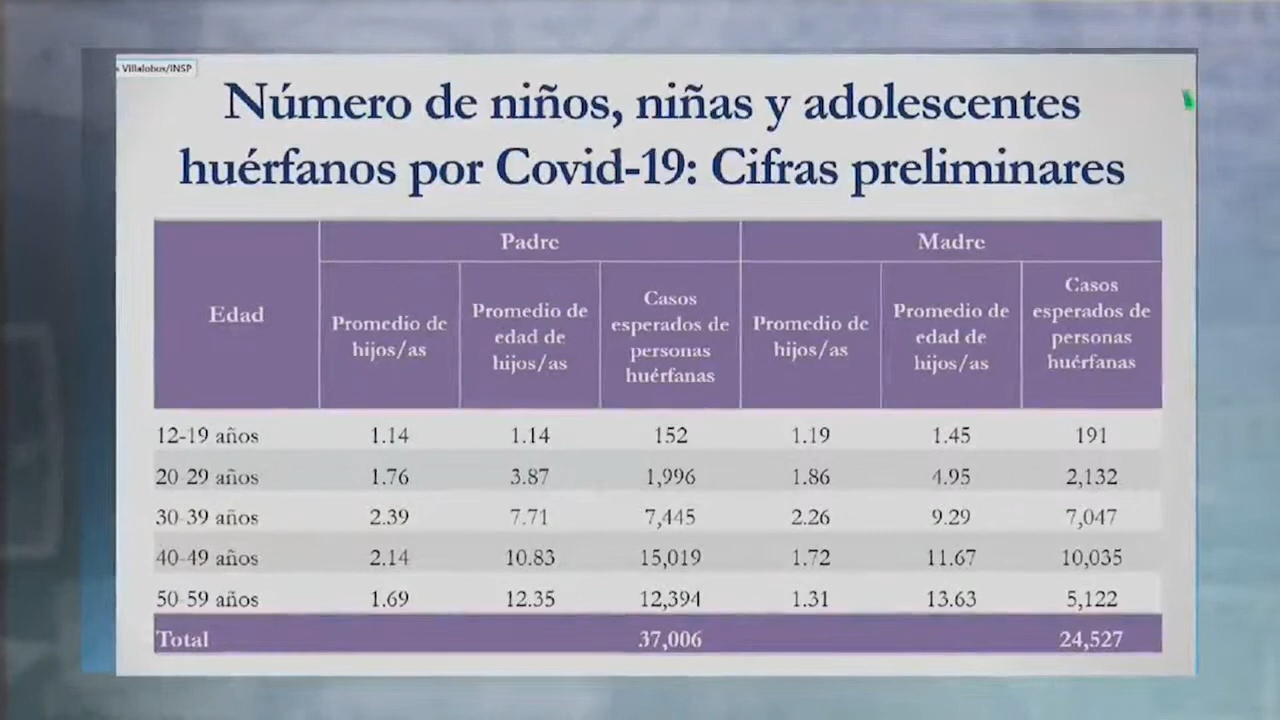 Villalobos/INSP
Número de niños, niñas y adolescentes
huérfanos por Covid-19: Cifras preliminares
Edad
Padre
Madre
Promedio de
hijos/as
Promedio de
edad de
hijos/as
Casos
esperados de
personas
huérfanas
Promedio de
hijos/as
Promedio de
edad de
hijos/as
Casos
esperados de
personas
huérfanas
12-19 años 1.14 1.14 152 1.19 1.45 191
20-29 años 1.76 3.87 1,996 1.86 4.95 2,132
30-39 años 2.39 7.71 7,445 2.26 9.29 7,047
40-49 años 2.14 10.83 15,019 1.72 11.67 10,035
50-59 años 1.69 12.35 12,394 1.31 13.63 5,122
Total 37,006 24,527